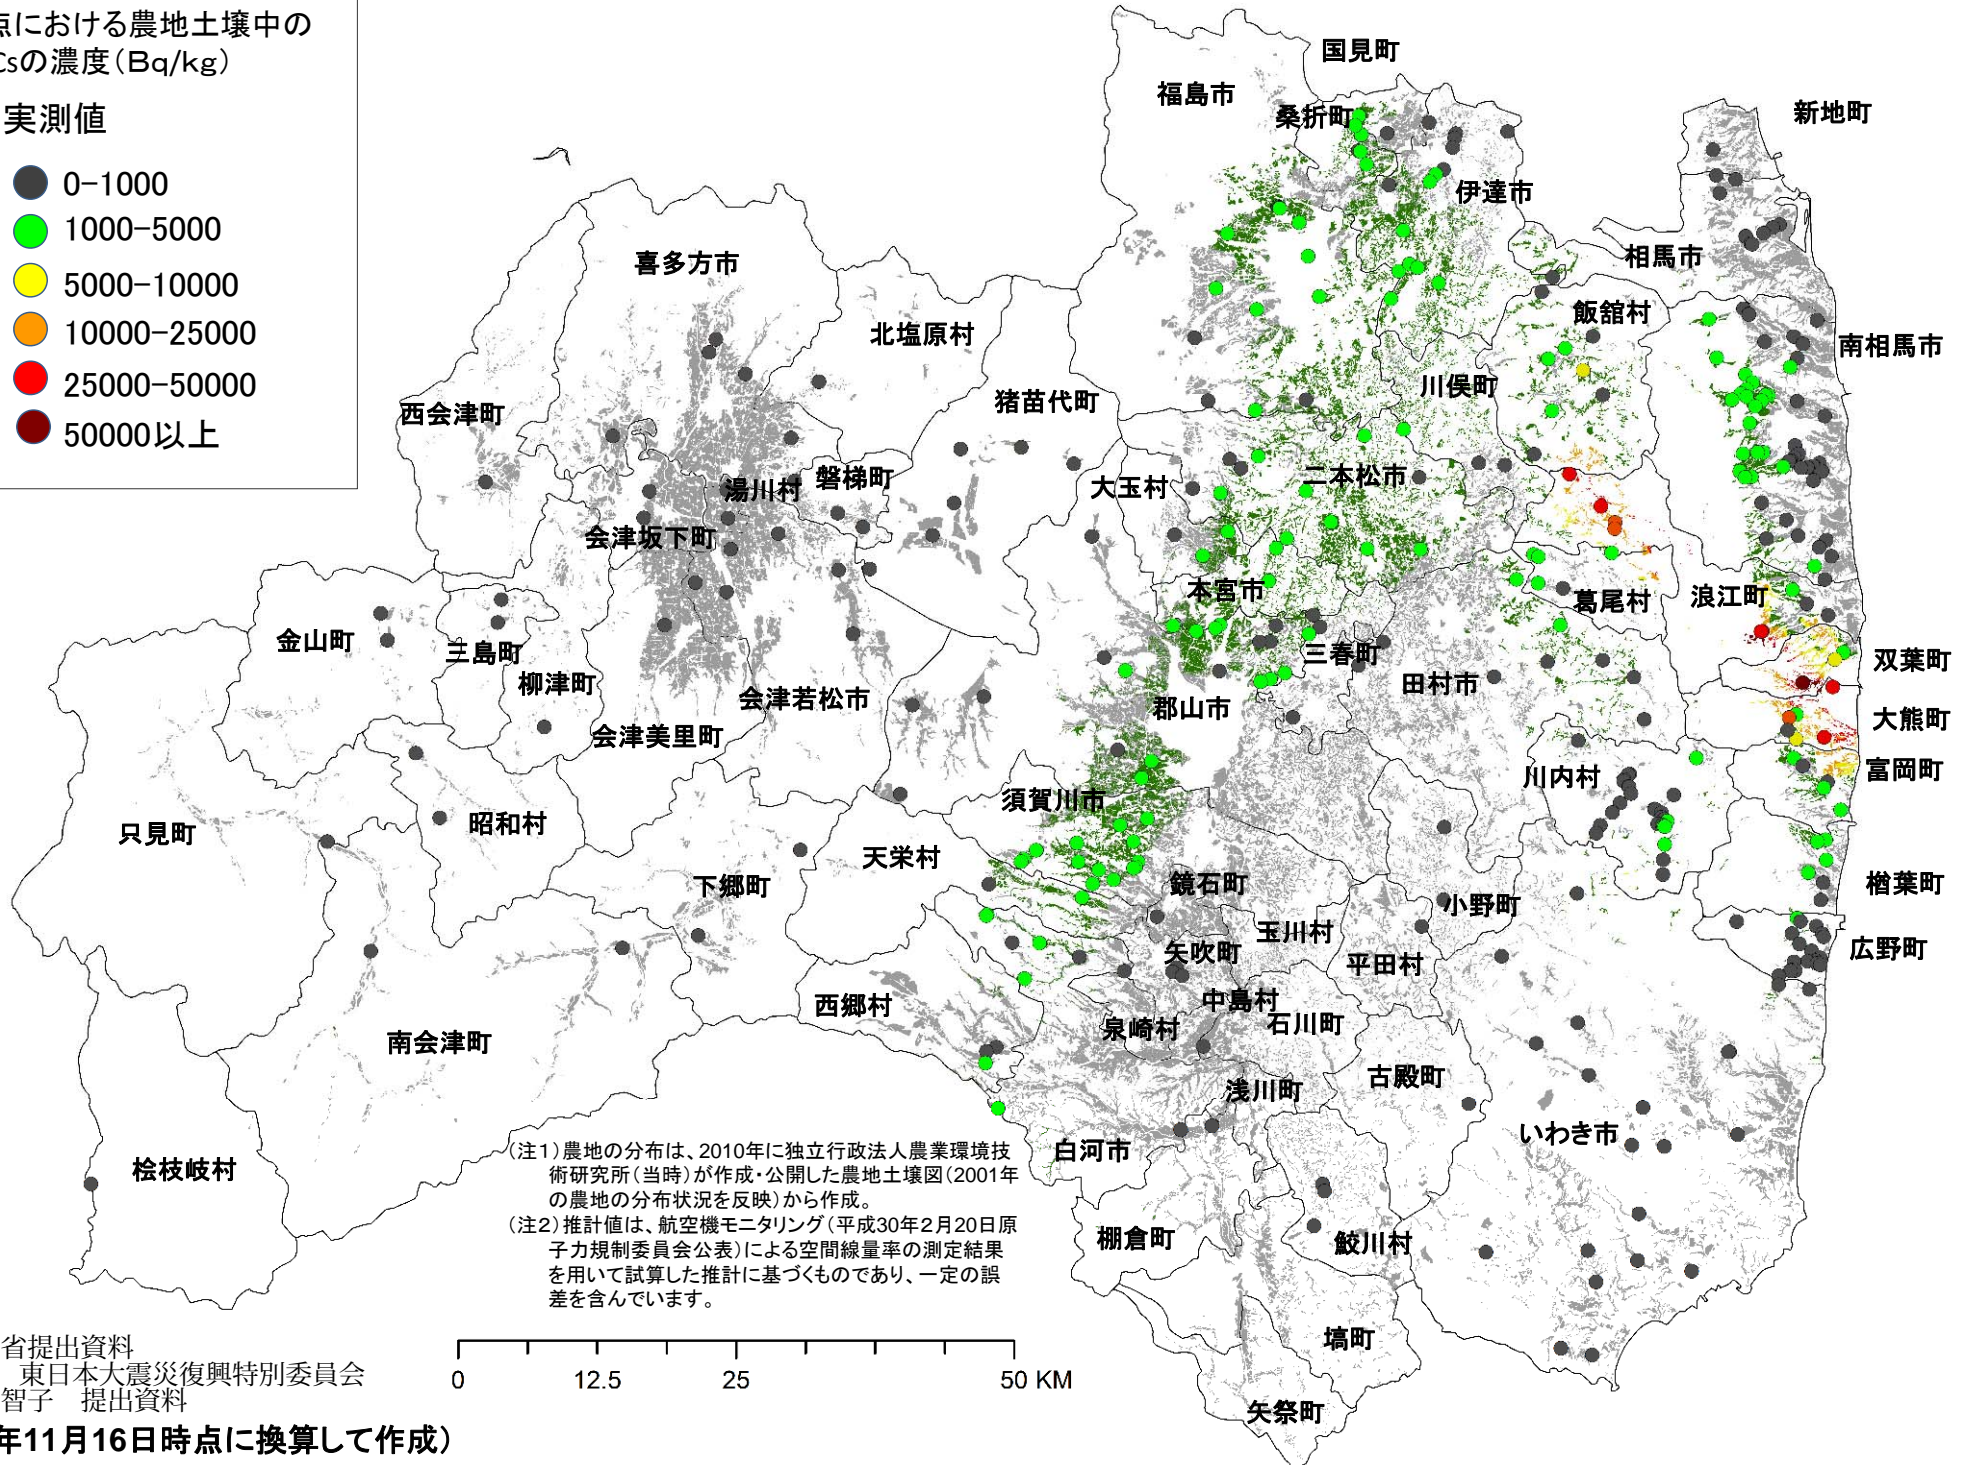 点における農地土壌中の
Csの濃度(Bq/kg)
実測値
0-1000
1000-5000
5000-10000
10000-25000
25000-50000
50000以上
国見町
福島市
桑折町
新地町
伊達市
相馬市
喜多方市
飯舘村
北塩原村
南相馬市
川俣町
猪苗代町
西会津町
磐梯町
二本松市
湯川村
大玉村
会津坂下町
本宮市
浪江町
葛尾村
金山町
三島町
三春町
双葉町
柳津町
田村市
会津若松市
郡山市
大熊町
会津美里町
富岡町
川内村
須賀川市
只見町
昭和村
天栄村
下郷町
鏡石町
楢葉町
小野町
玉川村
矢吹町
広野町
平田村
西郷村
中島村
石川町
泉崎村
南会津町
古殿町
浅川町
いわき市
白河市
桧枝岐村
棚倉町
鮫川村
塙町
矢祭町
(注1)農地の分布は、2010年に独立行政法人農業環境技
術研究所(当時)が作成・公開した農地土壌図(2001年
の農地の分布状況を反映)から作成。
(注2)推計値は、航空機モニタリング(平成30年2月20日原
子力規制委員会公表)による空間線量率の測定結果
を用いて試算した推計に基づくものであり、一定の誤
差を含んでいます。
0 12.5 25 50 KM
省提出資料
東日本大震災復興特別委員会
智子 提出資料
年11月16日時点に換算して作成)